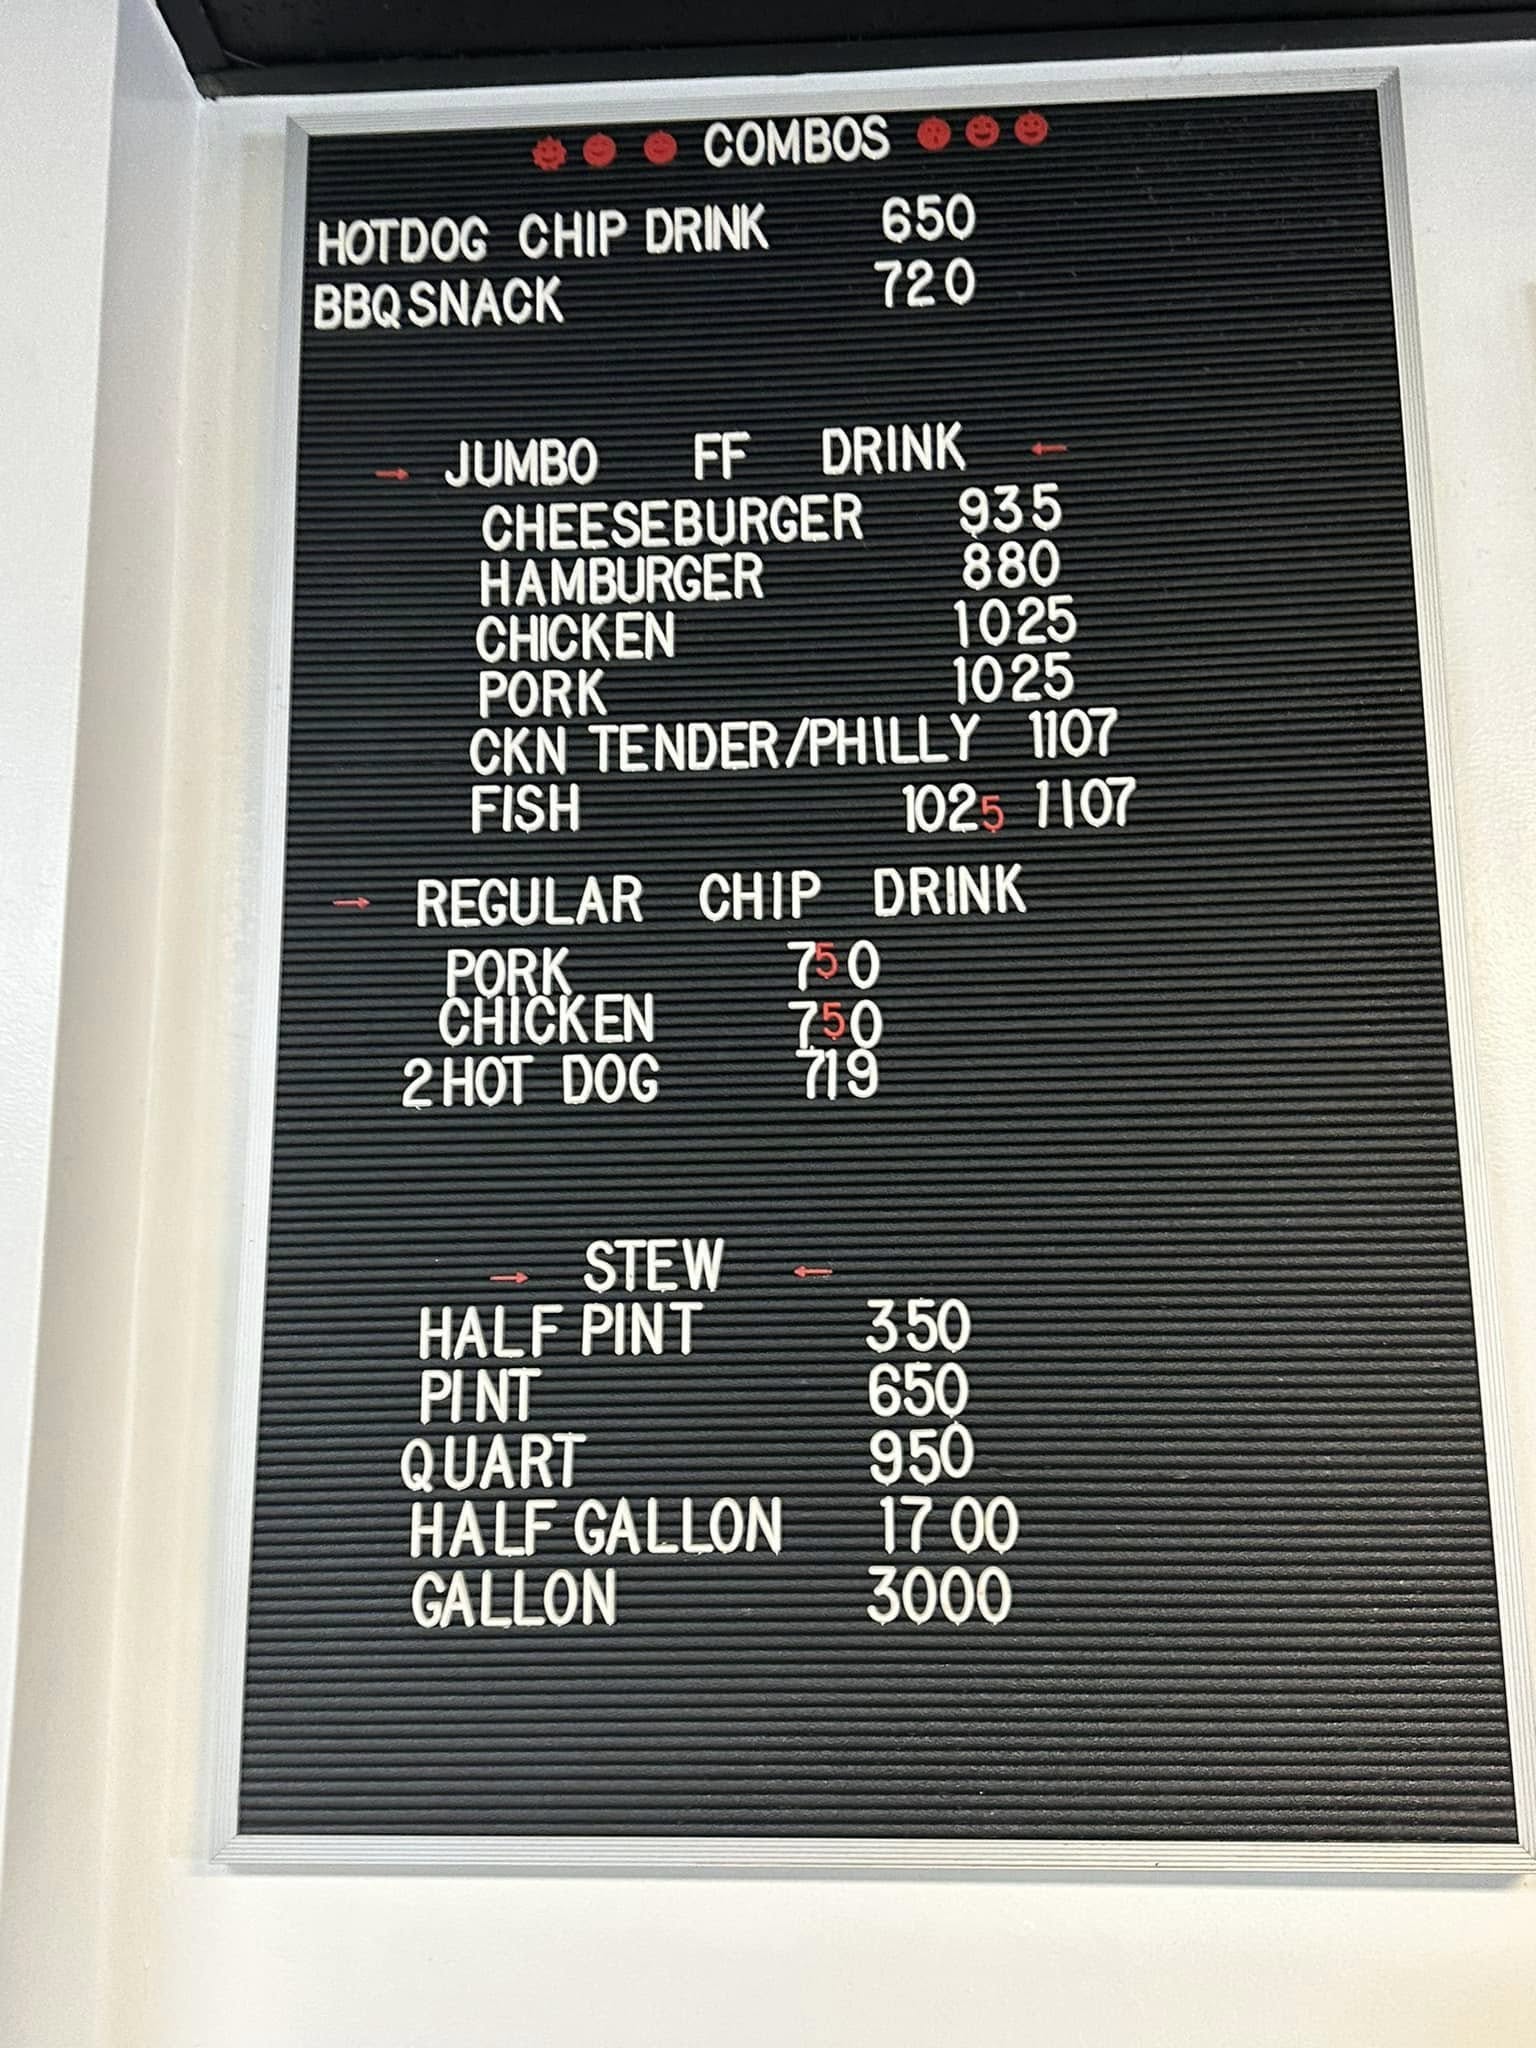 COMBOS
HOTDOG CHIP DRINK 650
BBQ SNACK 720
→ JUMBO FF DRINK ←
CHEESEBURGER 935
HAMBURGER 880
CHICKEN 1025
PORK 1025
CKN TENDER/PHILLY 1107
FISH 1025 1107
→ REGULAR CHIP DRINK
PORK 750
CHICKEN 750
2 HOT DOG 719
→ STEW ←
HALF PINT 350
PINT 650
QUART 950
HALF GALLON 1700
GALLON 3000